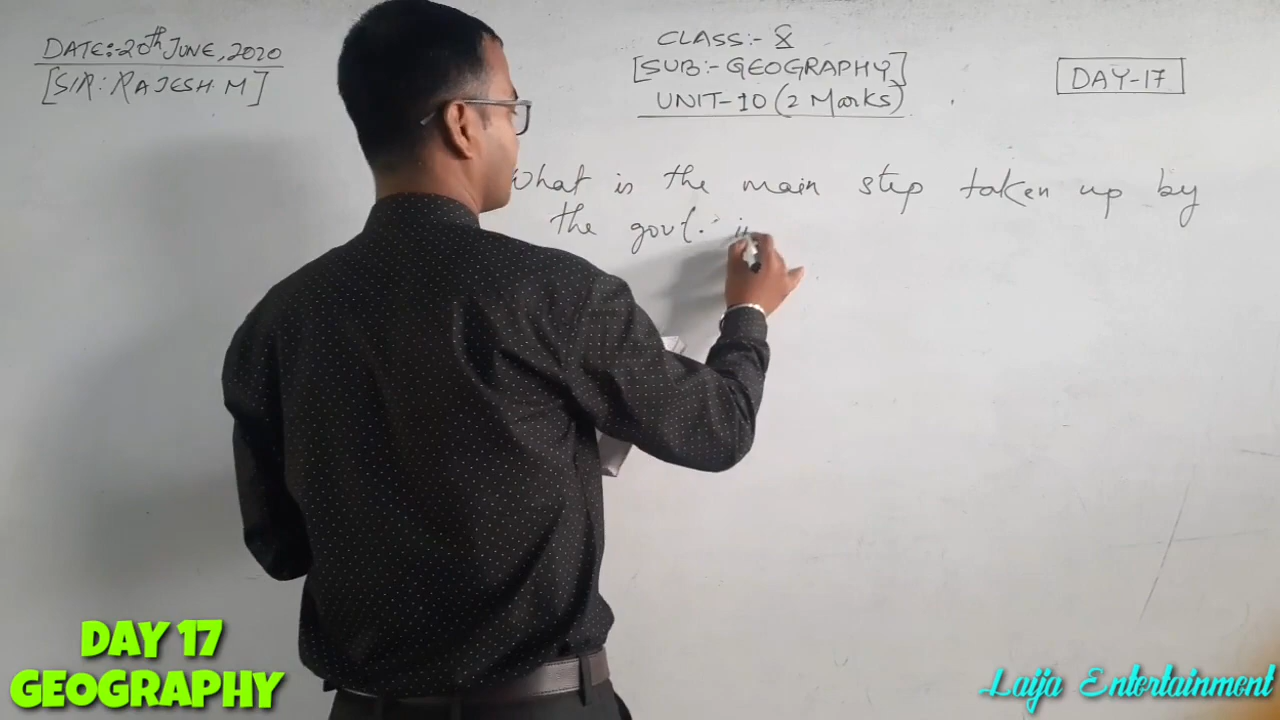 DATE:-20th JUNE, 2020
[SIR: RAJESH.M]
CLASS:- 8
[SUB:- GEOGRAPHY]
UNIT-10 (2 Marks)
DAY-17
What is the main step taken up by
the govt. in
DAY 17
GEOGRAPHY
Laija Entertainment